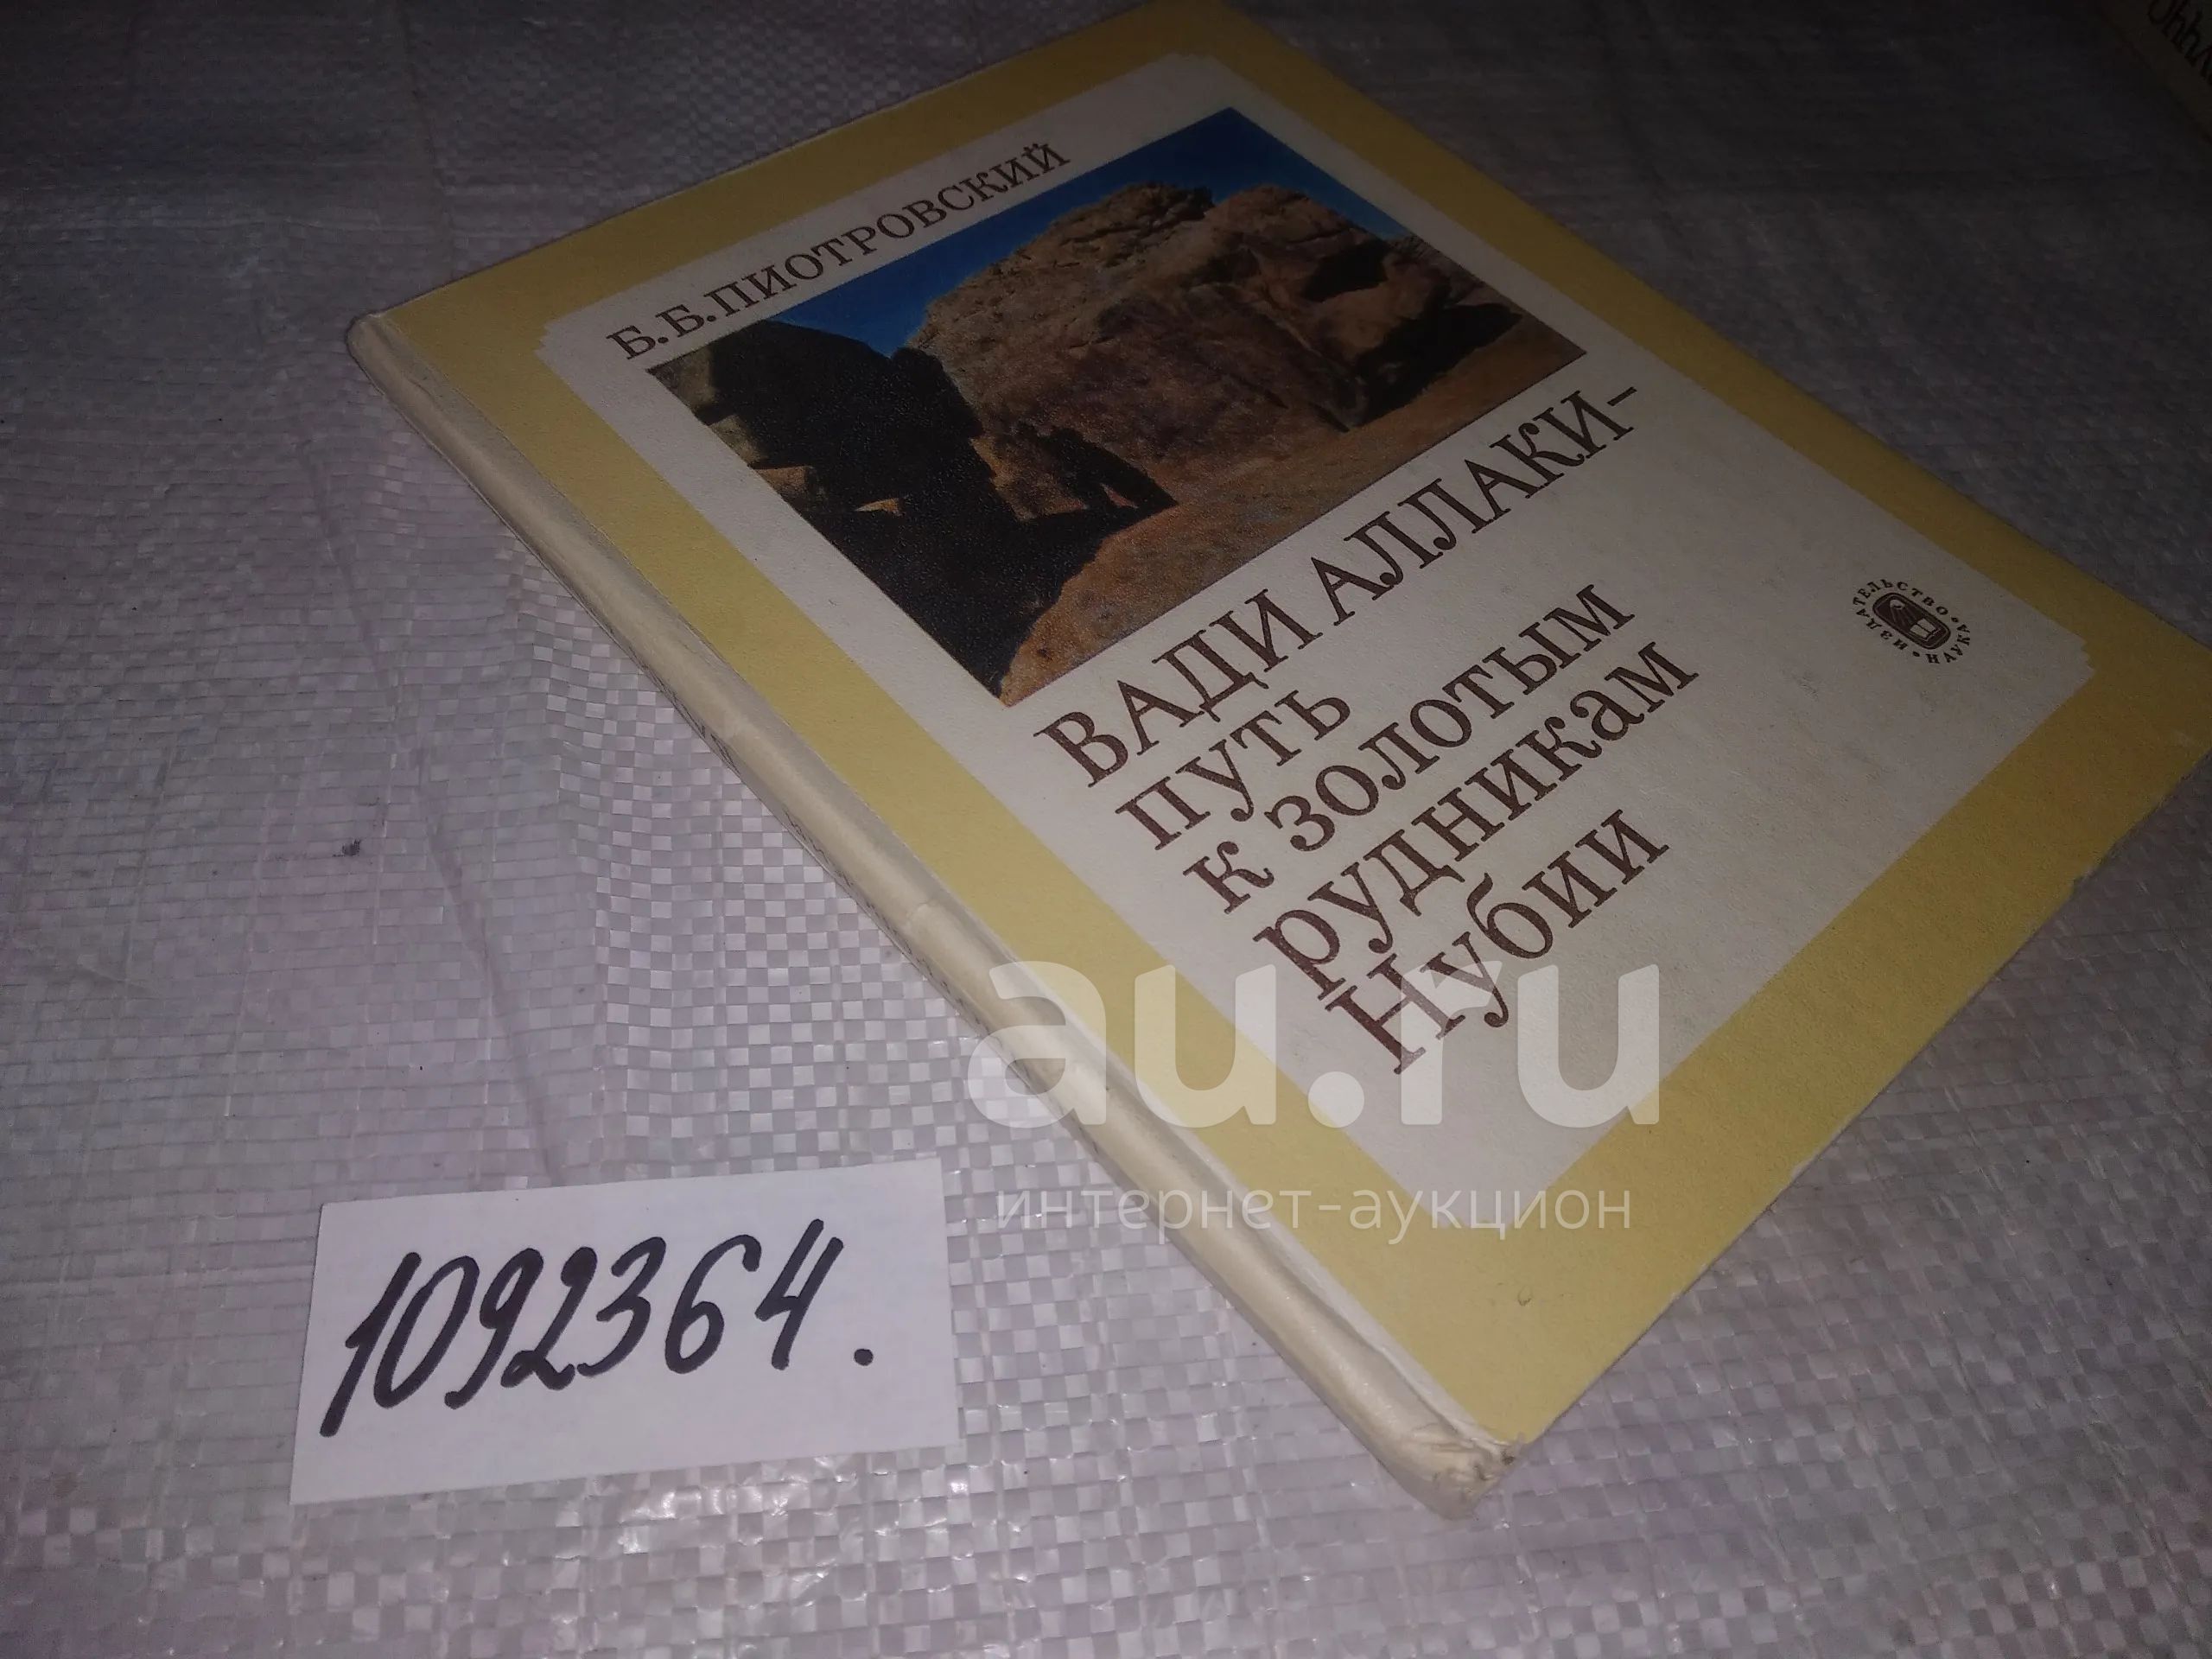 Б.Б.ПИОТРОВСКИЙ
ВАДИ АЛЛАКИ-
путь
к золотым
рудникам
Нубии
ИЗДАТЕЛЬСТВО • НАУКА •
au.ru
интернет-аукцион
1092364.